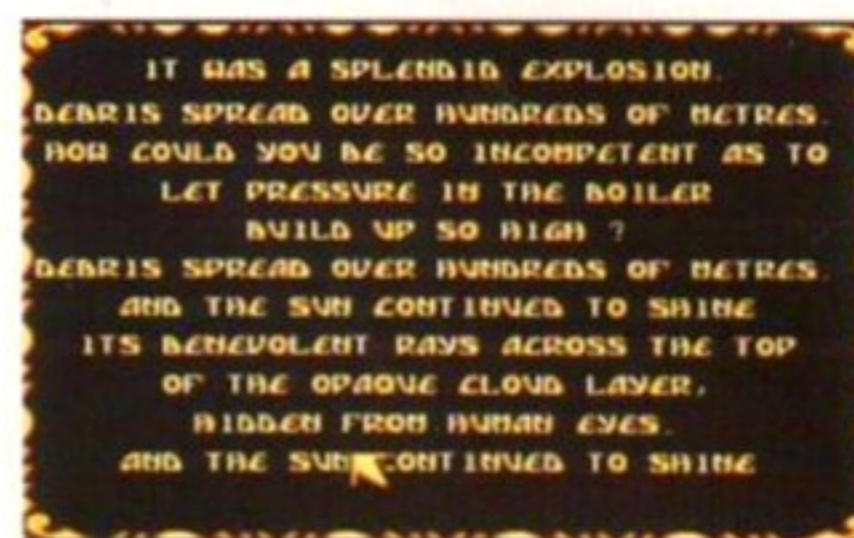 IT WAS A SPLENDID EXPLOSION.
DEBRIS SPREAD OVER HUNDREDS OF METRES.
HOW COULD YOU BE SO INCOMPETENT AS TO
LET PRESSURE IN THE BOILER
BUILD UP SO HIGH ?
DEBRIS SPREAD OVER HUNDREDS OF METRES.
AND THE SUN CONTINUED TO SHINE
ITS BENEVOLENT RAYS ACROSS THE TOP
OF THE OPAQUE CLOUD LAYER,
HIDDEN FROM HUMAN EYES.
AND THE SUN CONTINUED TO SHINE